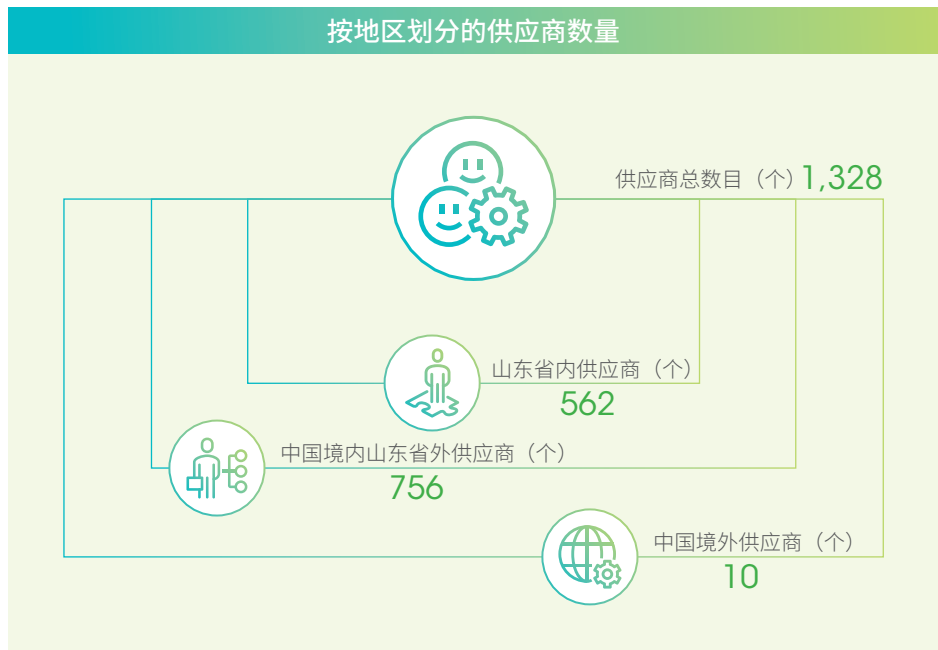 按地区划分的供应商数量
供应商总数目（个）1,328
山东省内供应商（个）
562
中国境内山东省外供应商（个）
756
中国境外供应商（个）
10